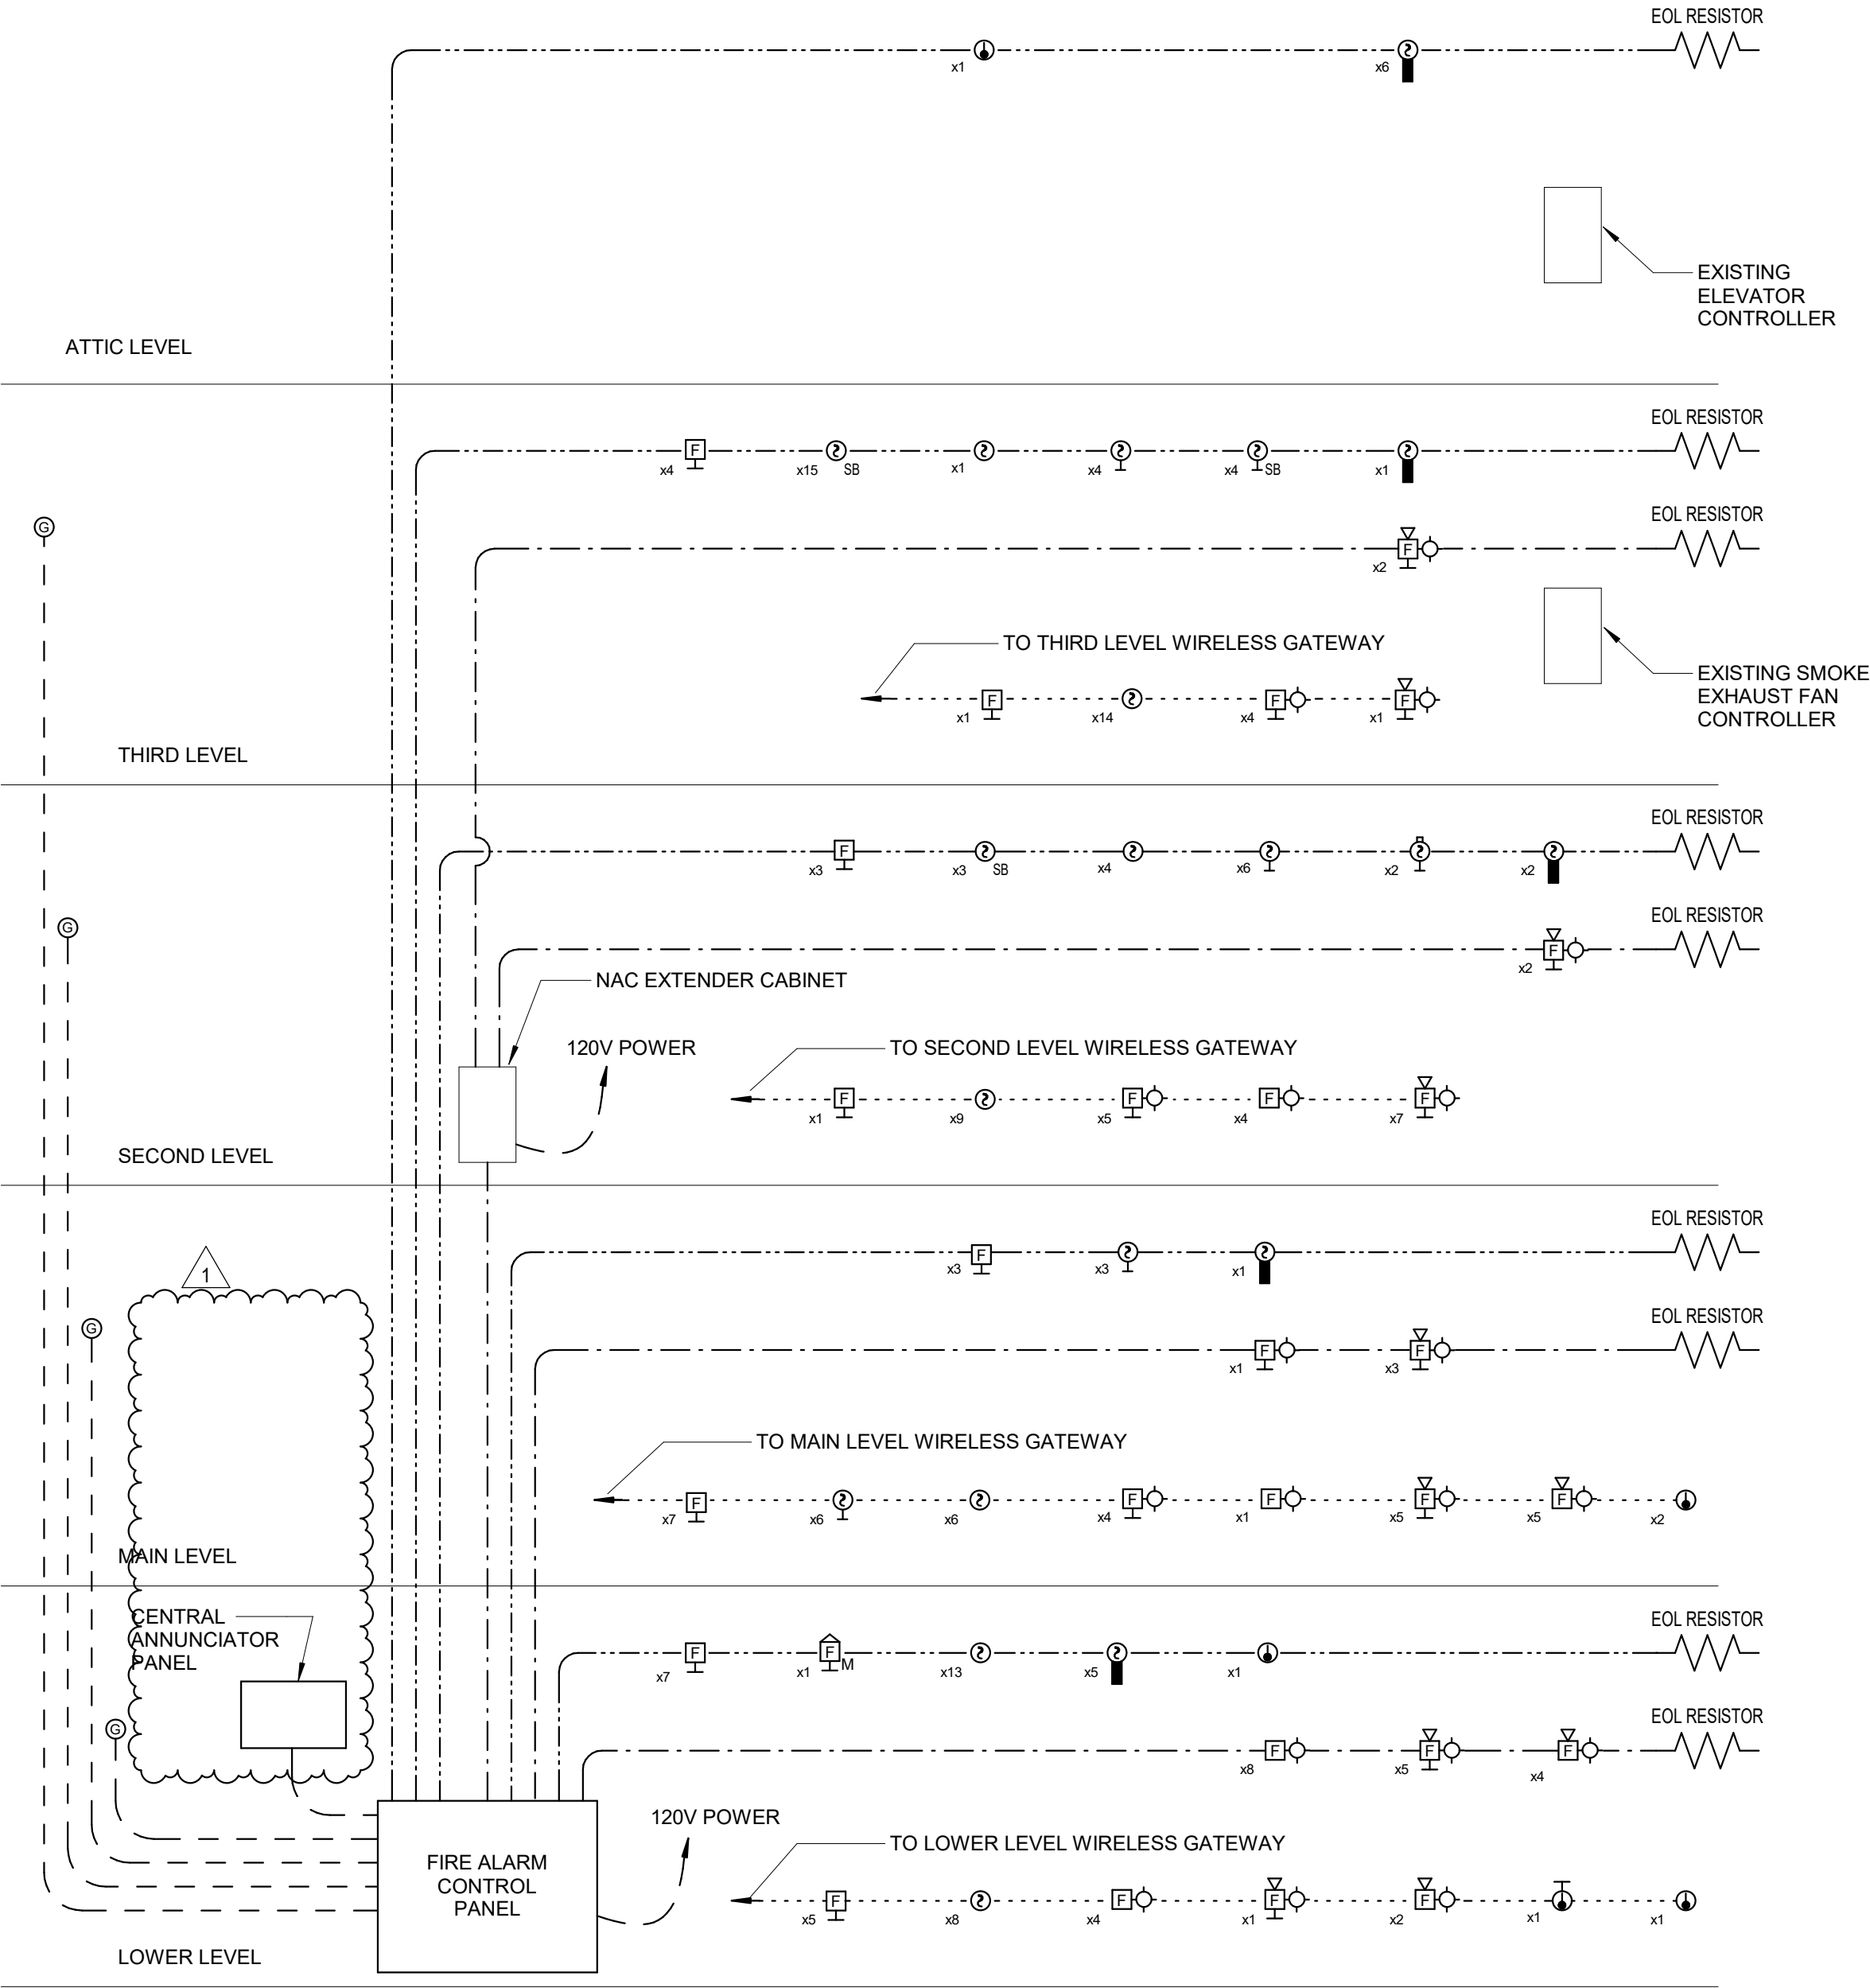 EOL RESISTOR
x1
x6
EXISTING
ELEVATOR
CONTROLLER
ATTIC LEVEL
EOL RESISTOR
F
x4
x15
SB
x1
x4
x4
SB
x1
G
EOL RESISTOR
F
x2
TO THIRD LEVEL WIRELESS GATEWAY
EXISTING SMOKE
EXHAUST FAN
CONTROLLER
F
x1
x14
F
x4
F
x1
THIRD LEVEL
EOL RESISTOR
F
x3
x3
SB
x4
x6
x2
x2
G
EOL RESISTOR
F
x2
NAC EXTENDER CABINET
120V POWER
TO SECOND LEVEL WIRELESS GATEWAY
F
x1
x9
F
x5
F
x4
F
x7
SECOND LEVEL
EOL RESISTOR
1
F
x3
x3
x1
G
EOL RESISTOR
F
x1
F
x3
TO MAIN LEVEL WIRELESS GATEWAY
F
x7
x6
x6
F
x4
F
x1
F
x5
F
x5
x2
MAIN LEVEL
EOL RESISTOR
CENTRAL
ANNUNCIATOR
PANEL
F
x7
F
x1
M
x13
x5
x1
G
EOL RESISTOR
F
x8
F
x5
F
x4
120V POWER
TO LOWER LEVEL WIRELESS GATEWAY
FIRE ALARM
CONTROL
PANEL
F
x5
x8
F
x4
F
x1
F
x2
x1
x1
LOWER LEVEL